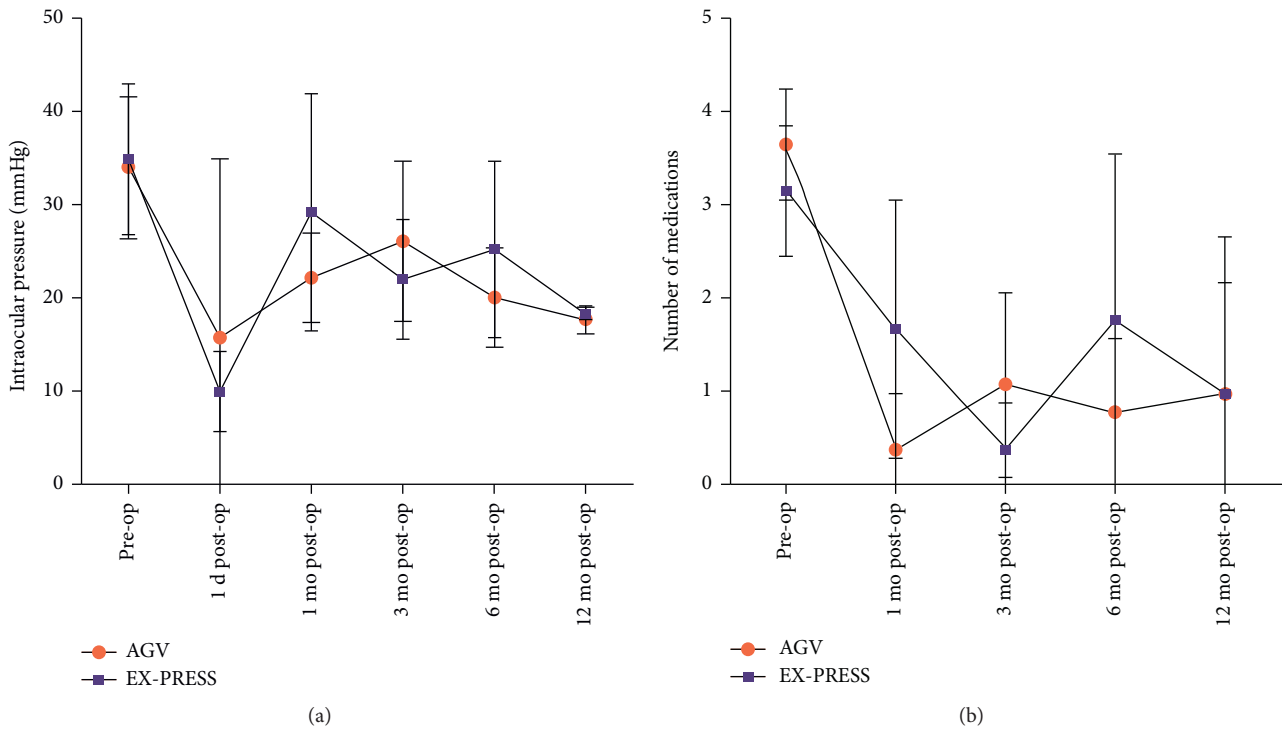 50
40
30
20
10
0
Intraocular pressure (mmHg)
Pre-op
1 d post-op
1 mo post-op
3 mo post-op
6 mo post-op
12 mo post-op
AGV
EX-PRESS
(a)
5
4
3
2
1
0
Number of medications
Pre-op
1 mo post-op
3 mo post-op
6 mo post-op
12 mo post-op
AGV
EX-PRESS
(b)